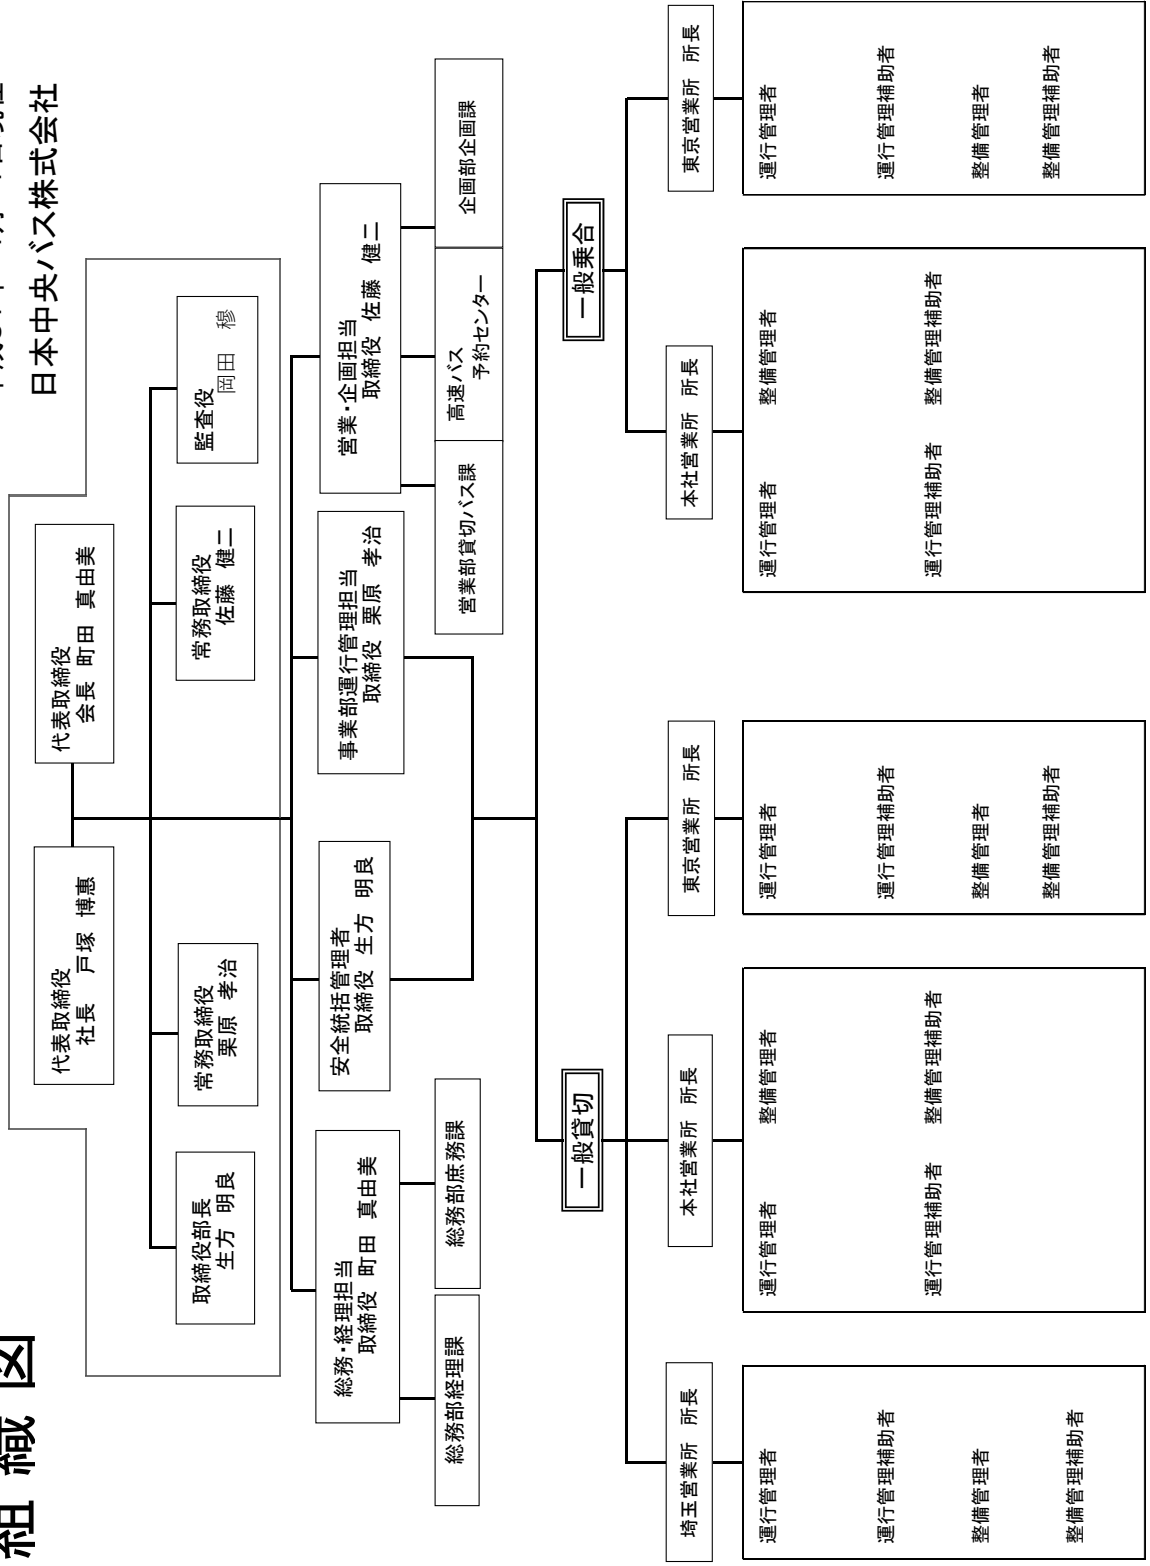 組 織 図
日本中央バス株式会社
代表取締役
社長 戸塚 博惠
代表取締役
会長 町田 真由美
取締役部長
生方 明良
常務取締役
栗原 孝治
常務取締役
佐藤 健二
監査役
岡田 穆
総務・経理担当
取締役 町田 真由美
安全統括管理者
取締役 生方 明良
事業部運行管理担当
取締役 栗原 孝治
営業・企画担当
取締役 佐藤 健二
総務部経理課
総務部庶務課
営業部貸切バス課
高速バス
予約センター
企画部企画課
一般貸切
一般乗合
埼玉営業所 所長
本社営業所 所長
東京営業所 所長
本社営業所 所長
東京営業所 所長
運行管理者
運行管理補助者
整備管理者
整備管理補助者
運行管理者 整備管理者
運行管理補助者 整備管理補助者
運行管理者
運行管理補助者
整備管理者
整備管理補助者
運行管理者 整備管理者
運行管理補助者 整備管理補助者
運行管理者
運行管理補助者
整備管理者
整備管理補助者